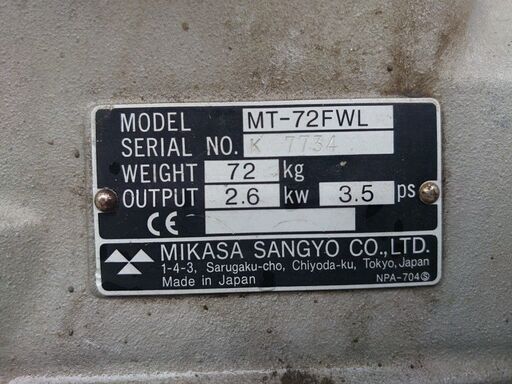 MODEL MT-72FWL
SERIAL NO. K 7734
WEIGHT 72 kg
OUTPUT 2.6 kw 3.5 ps
CE
MIKASA SANGYO CO.,LTD.
1-4-3, Sarugaku-cho, Chiyoda-ku, Tokyo, Japan
Made in Japan NPA-704Ⓢ